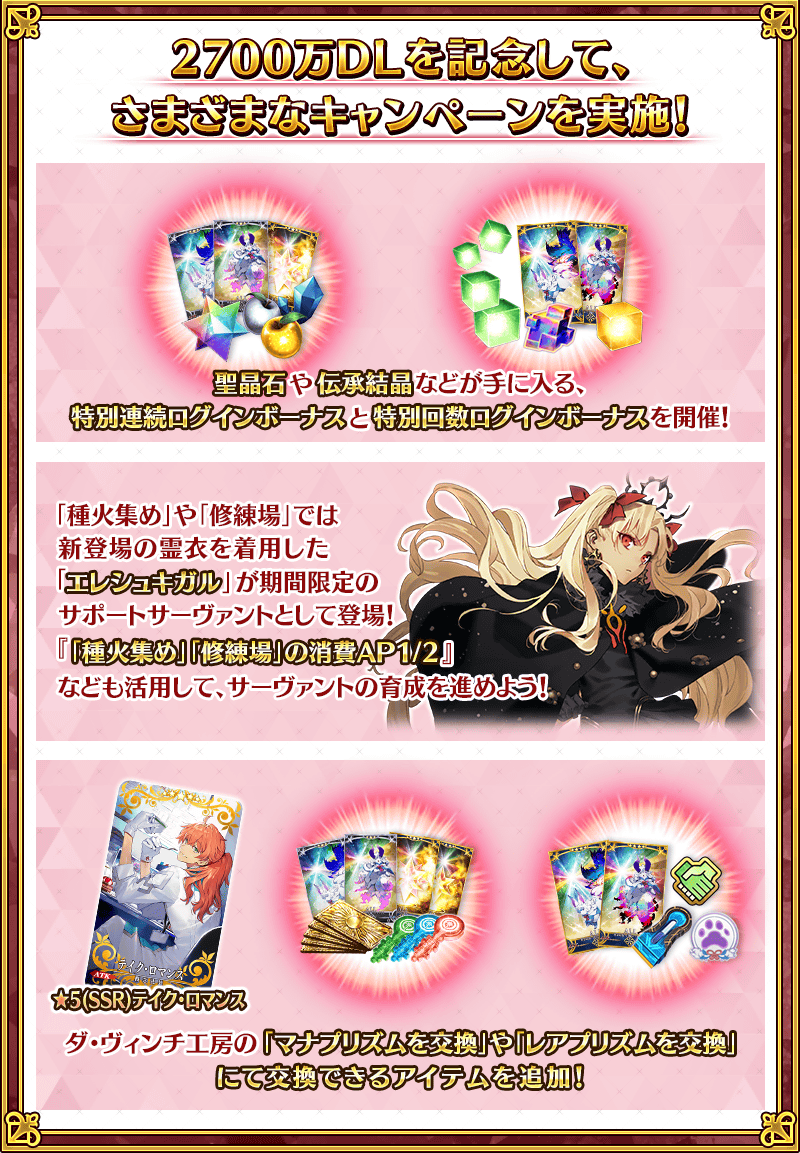 2700万DLを記念して、
さまざまなキャンペーンを実施!
聖晶石や伝承結晶などが手に入る、
特別連続ログインボーナスと特別回数ログインボーナスを開催!
「種火集め」や「修練場」では
新登場の霊衣を着用した
「エレシュキガル」が期間限定の
サポートサーヴァントとして登場!
『「種火集め」「修練場」の消費AP1/2』
なども活用して、サーヴァントの育成を進めよう!
テイク・ロマンス
ATK
★5(SSR)テイク・ロマンス
ダ・ヴィンチ工房の「マナプリズムを交換」や「レアプリズムを交換」
にて交換できるアイテムを追加!